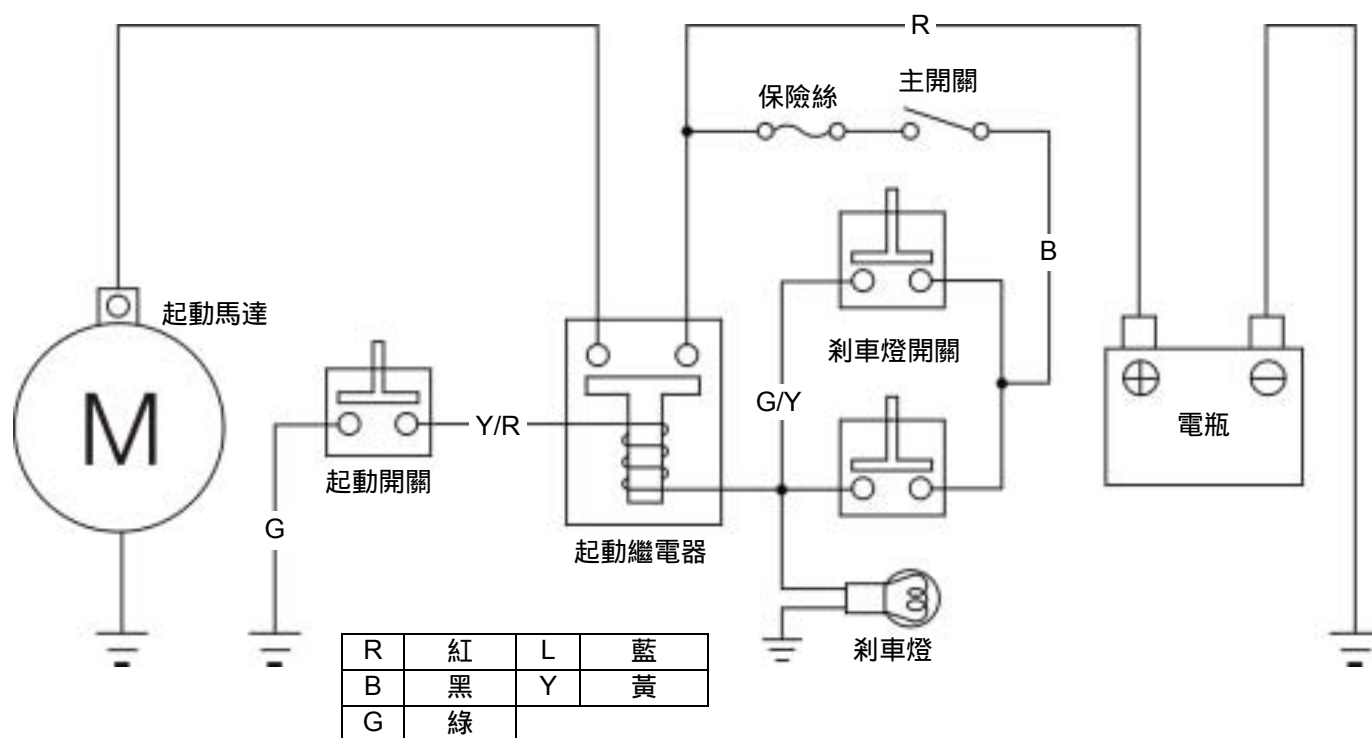 R
主開關
保險絲
B
起動馬達
M
剎車燈開關
G/Y
電瓶
Y/R
起動開關
G
起動繼電器
剎車燈
R 紅 L 藍
B 黑 Y 黃
G 綠